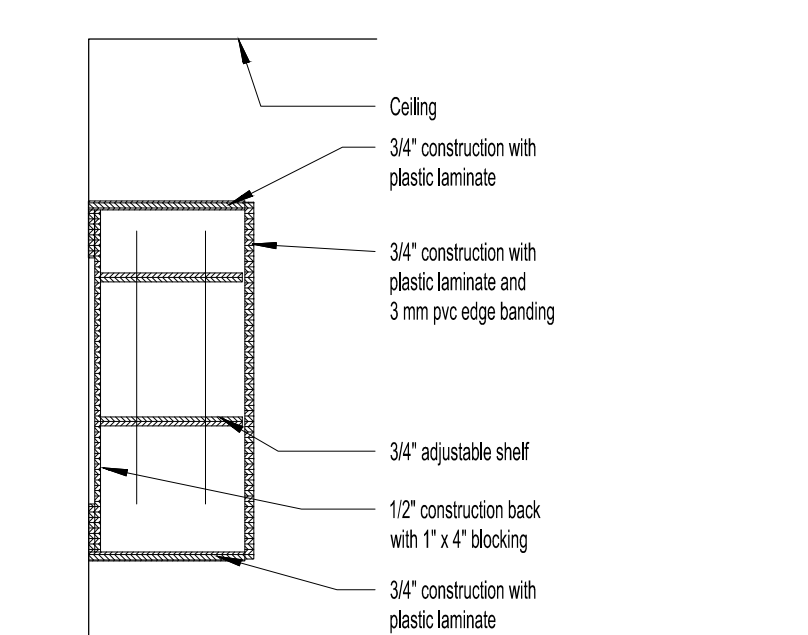 Ceiling
3/4" construction with
plastic laminate
3/4" construction with
plastic laminate and
3 mm pvc edge banding
3/4" adjustable shelf
1/2" construction back
with 1" x 4" blocking
3/4" construction with
plastic laminate